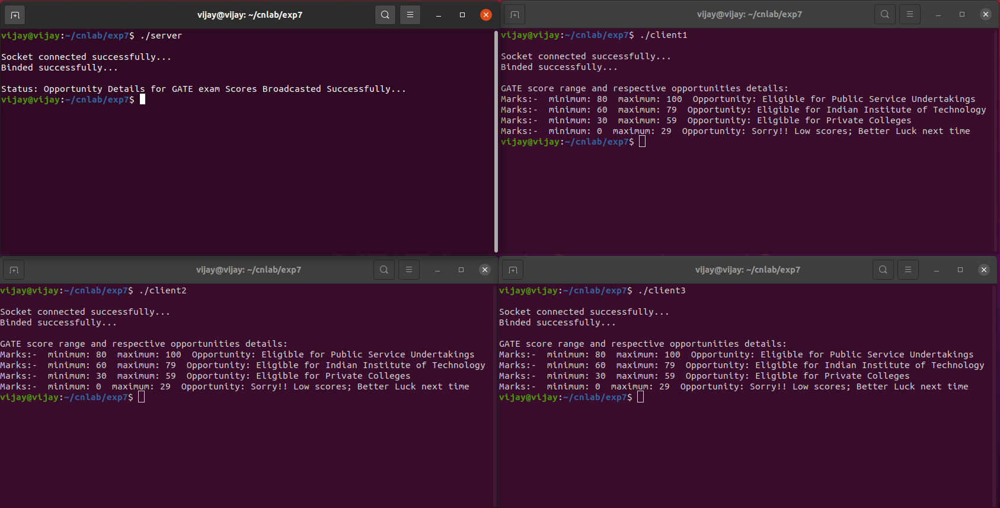 vijay@vijay: ~/cnlab/exp7
vijay@vijay:~/cnlab/exp7$ ./server
Socket connected successfully...
Binded successfully...
Status: Opportunity Details for GATE exam Scores Broadcasted Successfully...
vijay@vijay:~/cnlab/exp7$
vijay@vijay: ~/cnlab/exp7
vijay@vijay:~/cnlab/exp7$ ./client1
Socket connected successfully...
Binded successfully...
GATE score range and respective opportunities details:
Marks:-  minimum: 80  maximum: 100  Opportunity: Eligible for Public Service Undertakings
Marks:-  minimum: 60  maximum: 79  Opportunity: Eligible for Indian Institute of Technology
Marks:-  minimum: 30  maximum: 59  Opportunity: Eligible for Private Colleges
Marks:-  minimum: 0  maximum: 29  Opportunity: Sorry!! Low scores; Better Luck next time
vijay@vijay:~/cnlab/exp7$
vijay@vijay: ~/cnlab/exp7
vijay@vijay:~/cnlab/exp7$ ./client2
Socket connected successfully...
Binded successfully...
GATE score range and respective opportunities details:
Marks:-  minimum: 80  maximum: 100  Opportunity: Eligible for Public Service Undertakings
Marks:-  minimum: 60  maximum: 79  Opportunity: Eligible for Indian Institute of Technology
Marks:-  minimum: 30  maximum: 59  Opportunity: Eligible for Private Colleges
Marks:-  minimum: 0  maximum: 29  Opportunity: Sorry!! Low scores; Better Luck next time
vijay@vijay:~/cnlab/exp7$
vijay@vijay: ~/cnlab/exp7
vijay@vijay:~/cnlab/exp7$ ./client3
Socket connected successfully...
Binded successfully...
GATE score range and respective opportunities details:
Marks:-  minimum: 80  maximum: 100  Opportunity: Eligible for Public Service Undertakings
Marks:-  minimum: 60  maximum: 79  Opportunity: Eligible for Indian Institute of Technology
Marks:-  minimum: 30  maximum: 59  Opportunity: Eligible for Private Colleges
Marks:-  minimum: 0  maximum: 29  Opportunity: Sorry!! Low scores; Better Luck next time
vijay@vijay:~/cnlab/exp7$